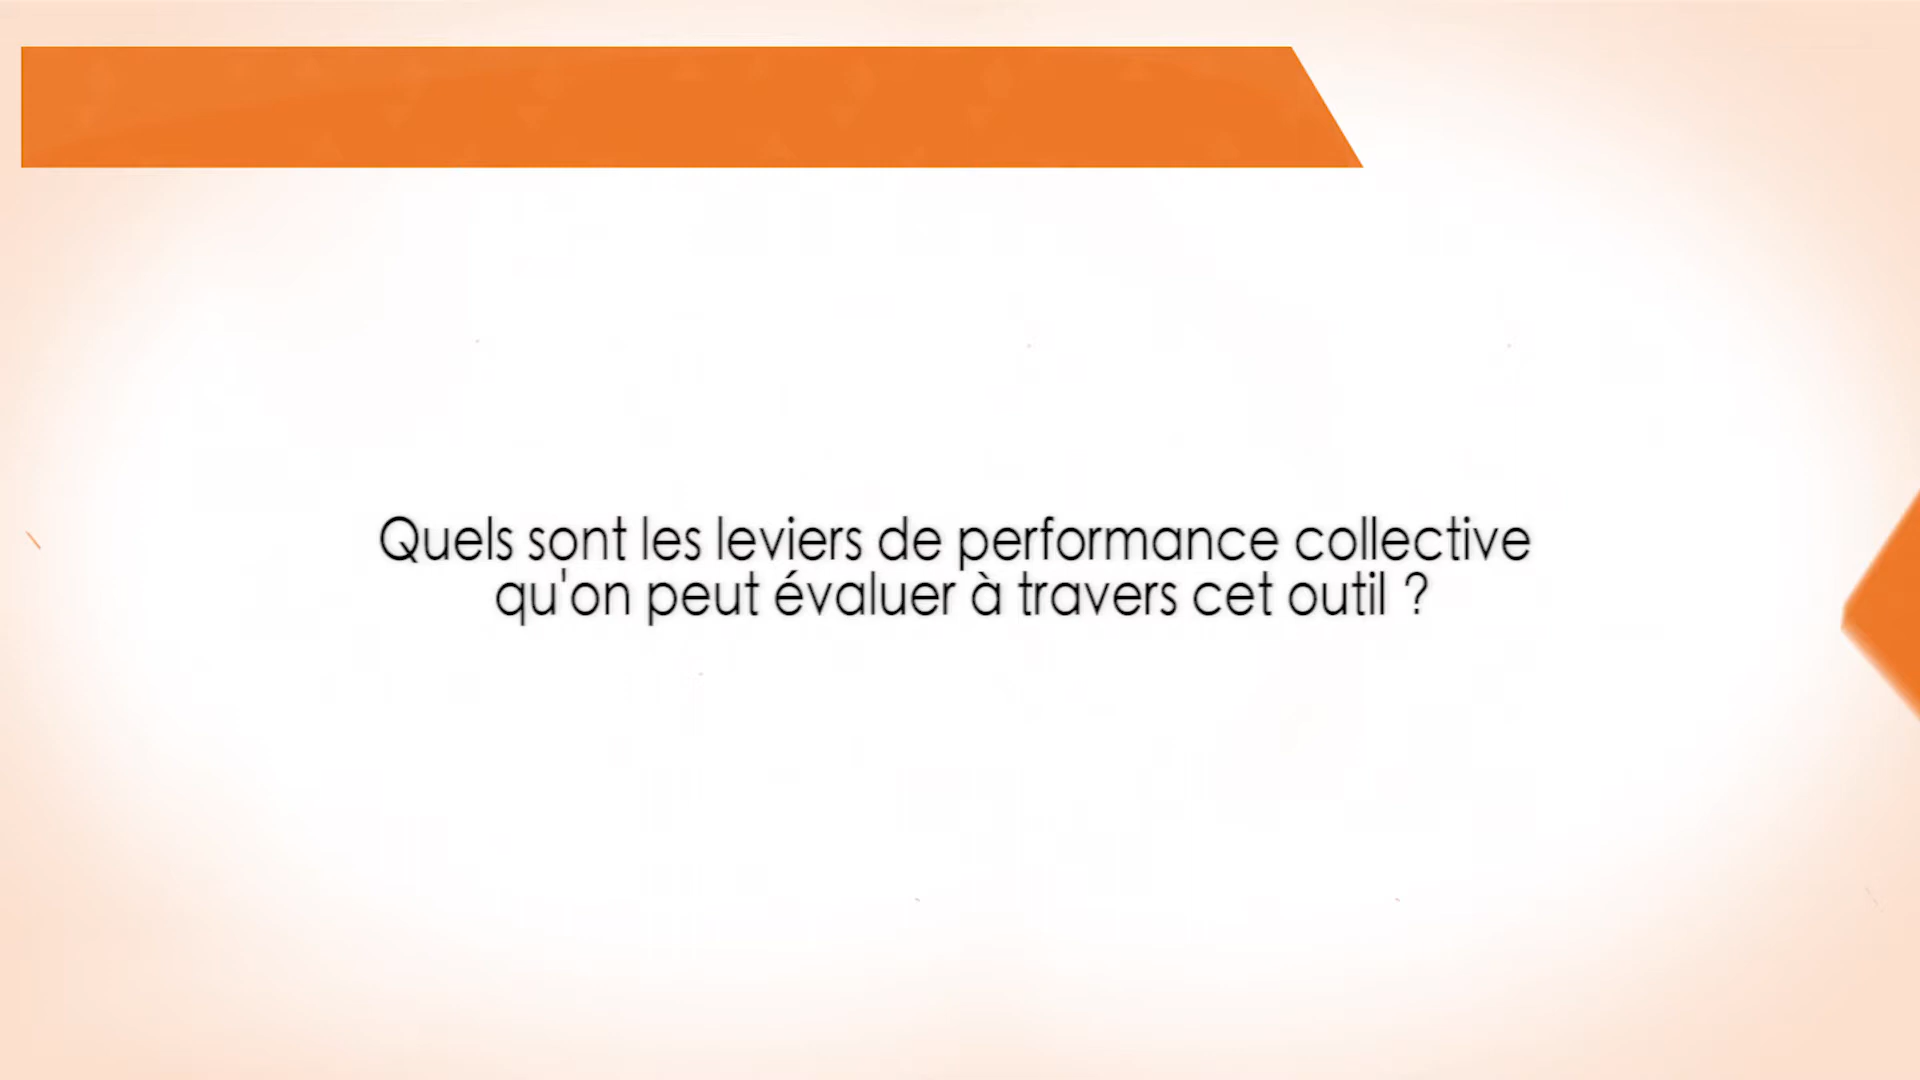 Quels sont les leviers de performance collective
qu'on peut évaluer à travers cet outil ?